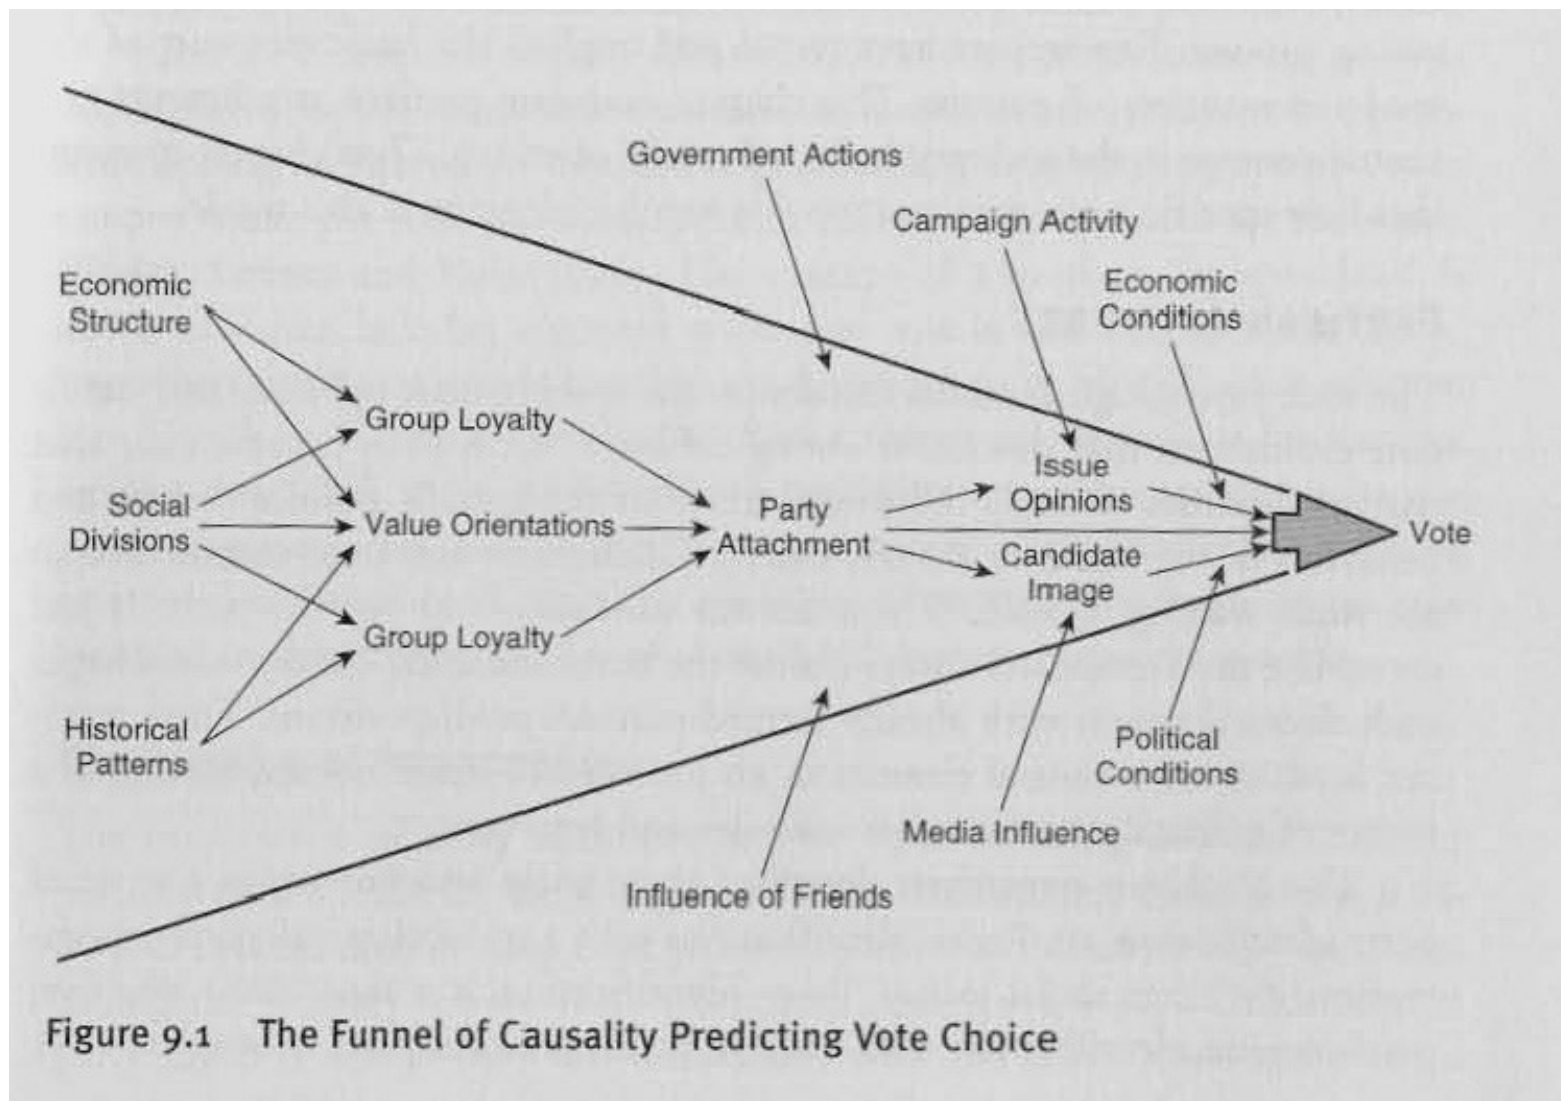 Government Actions
Campaign Activity
Economic
Conditions
Economic
Structure
Group Loyalty
Issue
Opinions
Social
Divisions
Value Orientations
Party
Attachment
Vote
Candidate
Image
Group Loyalty
Historical
Patterns
Political
Conditions
Media Influence
Influence of Friends
Figure 9.1 The Funnel of Causality Predicting Vote Choice